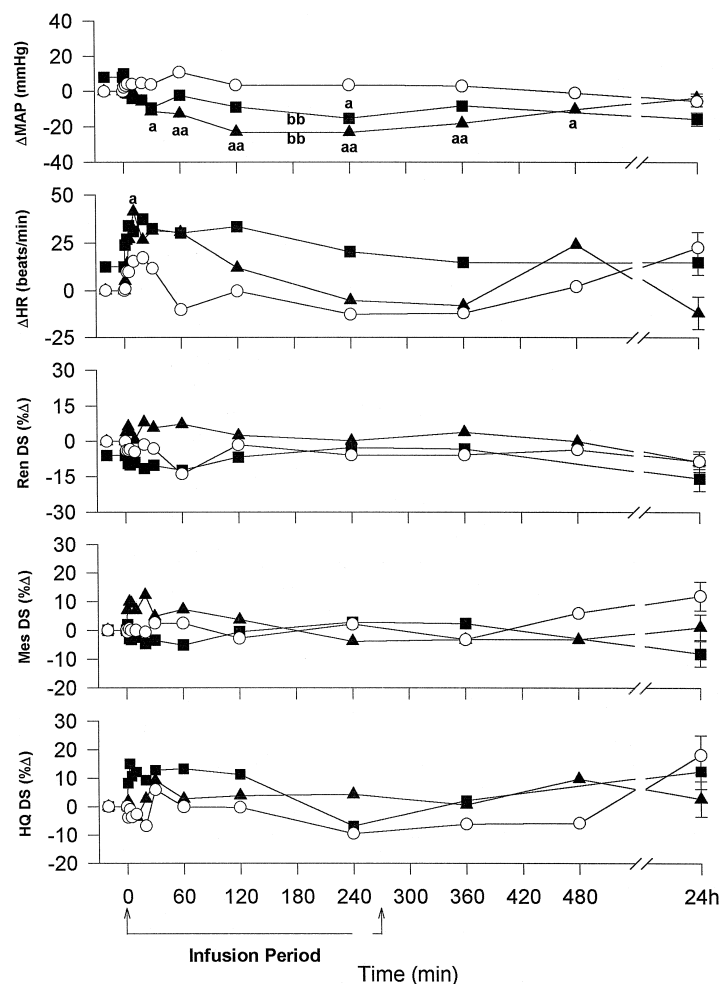 40
20
0
-20
-40
ΔMAP (mmHg)
a
aa
aa
bb
bb
a
aa
aa
a
50
25
0
-25
ΔHR (beats/min)
a
30
15
0
-15
-30
Ren DS (%Δ)
30
20
10
0
-10
-20
Mes DS (%Δ)
30
20
10
0
-10
-20
HQ DS (%Δ)
0 60 120 180 240 300 360 420 480 24h
Infusion Period
Time (min)